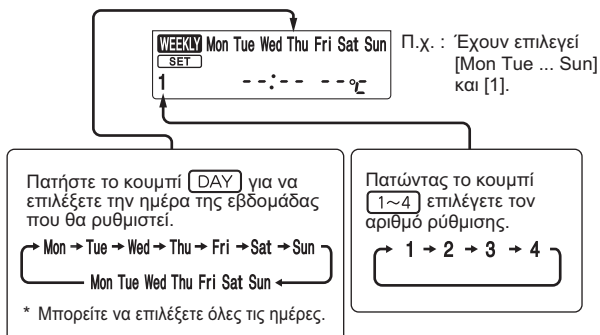 WEEKLY Mon Tue Wed Thu Fri Sat Sun
SET
1 --:-- --°C
Π.χ. : Έχουν επιλεγεί
[Mon Tue ... Sun]
και [1].
Πατήστε το κουμπί DAY για να
επιλέξετε την ημέρα της εβδομάδας
που θα ρυθμιστεί.
→ Mon → Tue → Wed → Thu → Fri → Sat → Sun
Mon Tue Wed Thu Fri Sat Sun ←
* Μπορείτε να επιλέξετε όλες τις ημέρες.
Πατώντας το κουμπί
1~4 επιλέγετε τον
αριθμό ρύθμισης.
→ 1 → 2 → 3 → 4